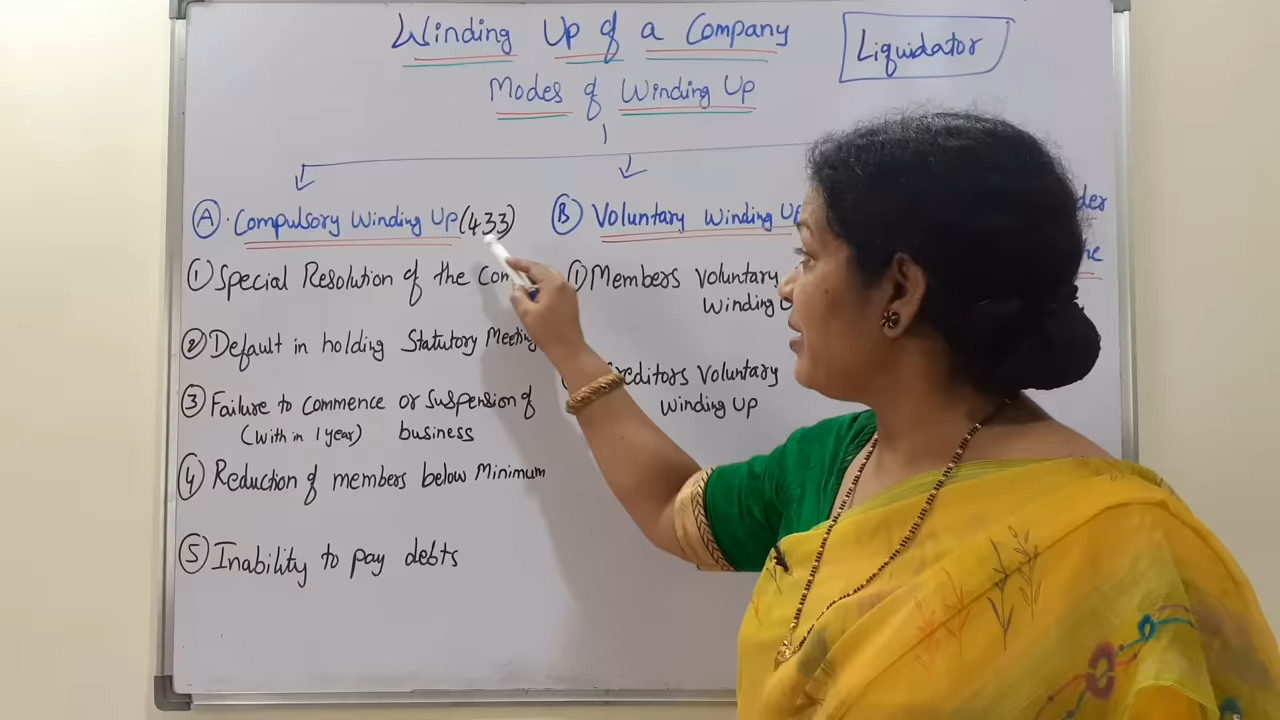 Winding Up of a Company
Liquidator
Modes of Winding Up
A. Compulsory Winding Up (433)
① Special Resolution of the
② Default in holding Statutory Meeting
③ Failure to commence or suspension of
(with in 1 year) business
④ Reduction of members below Minimum
⑤ Inability to pay debts
B Voluntary Winding Up
① Members Voluntary
Winding
Creditors Voluntary
Winding Up